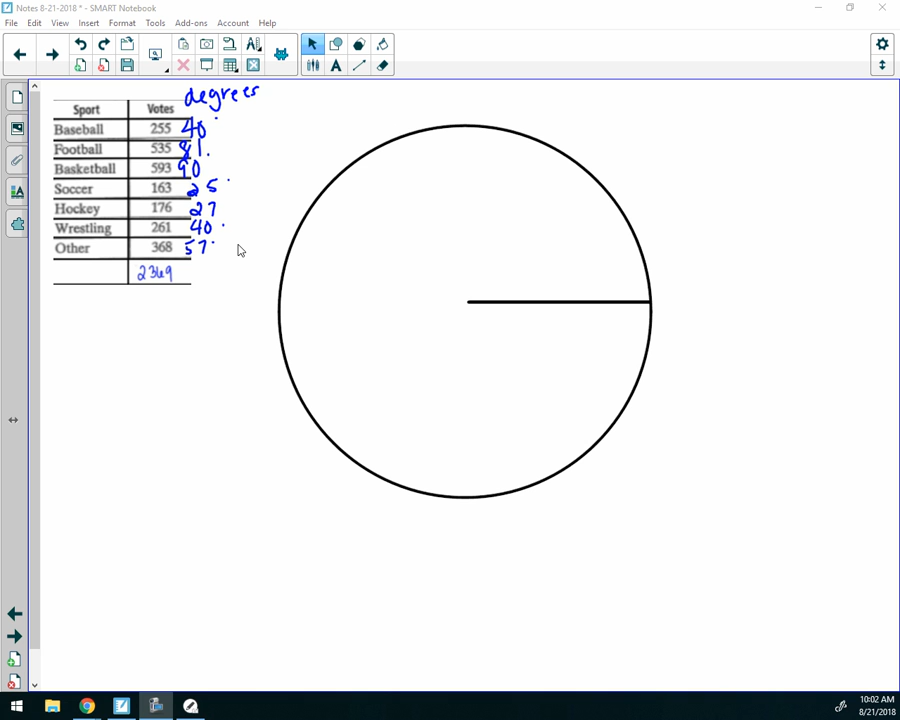 Notes 8-21-2018 * - SMART Notebook
File Edit View Insert Format Tools Add-ons Degrees Account Help
degrees
Sport Votes
Baseball 255 40°
Football 535 81.
Basketball 593 90
Soccer 163 25°
Hockey 176 27
Wrestling 261 40°
Other 368 57°
2369
10:02 AM
8/21/2018